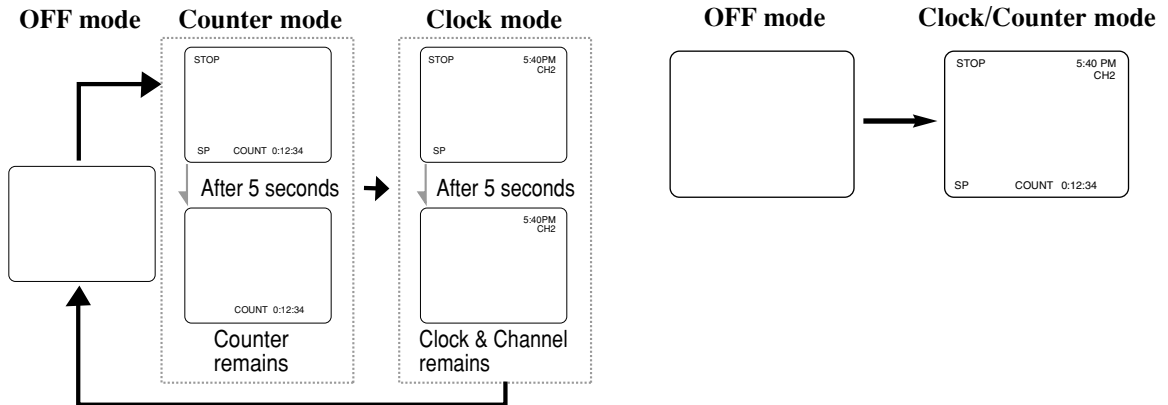 OFF mode
Counter mode
Clock mode
STOP
SP COUNT 0:12:34
After 5 seconds
COUNT 0:12:34
Counter
remains
STOP 5:40PM
CH2
SP
After 5 seconds
5:40PM
CH2
Clock & Channel
remains
OFF mode
Clock/Counter mode
STOP 5:40 PM
CH2
SP COUNT 0:12:34